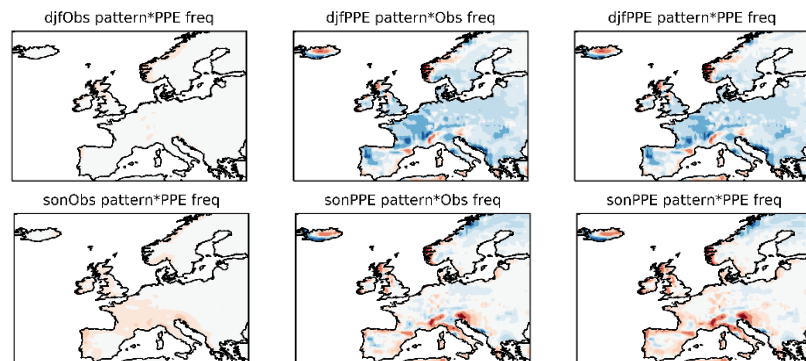 djfObs pattern*PPE freq
djfPPE pattern*Obs freq
djfPPE pattern*PPE freq
sonObs pattern*PPE freq
sonPPE pattern*Obs freq
sonPPE pattern*PPE freq